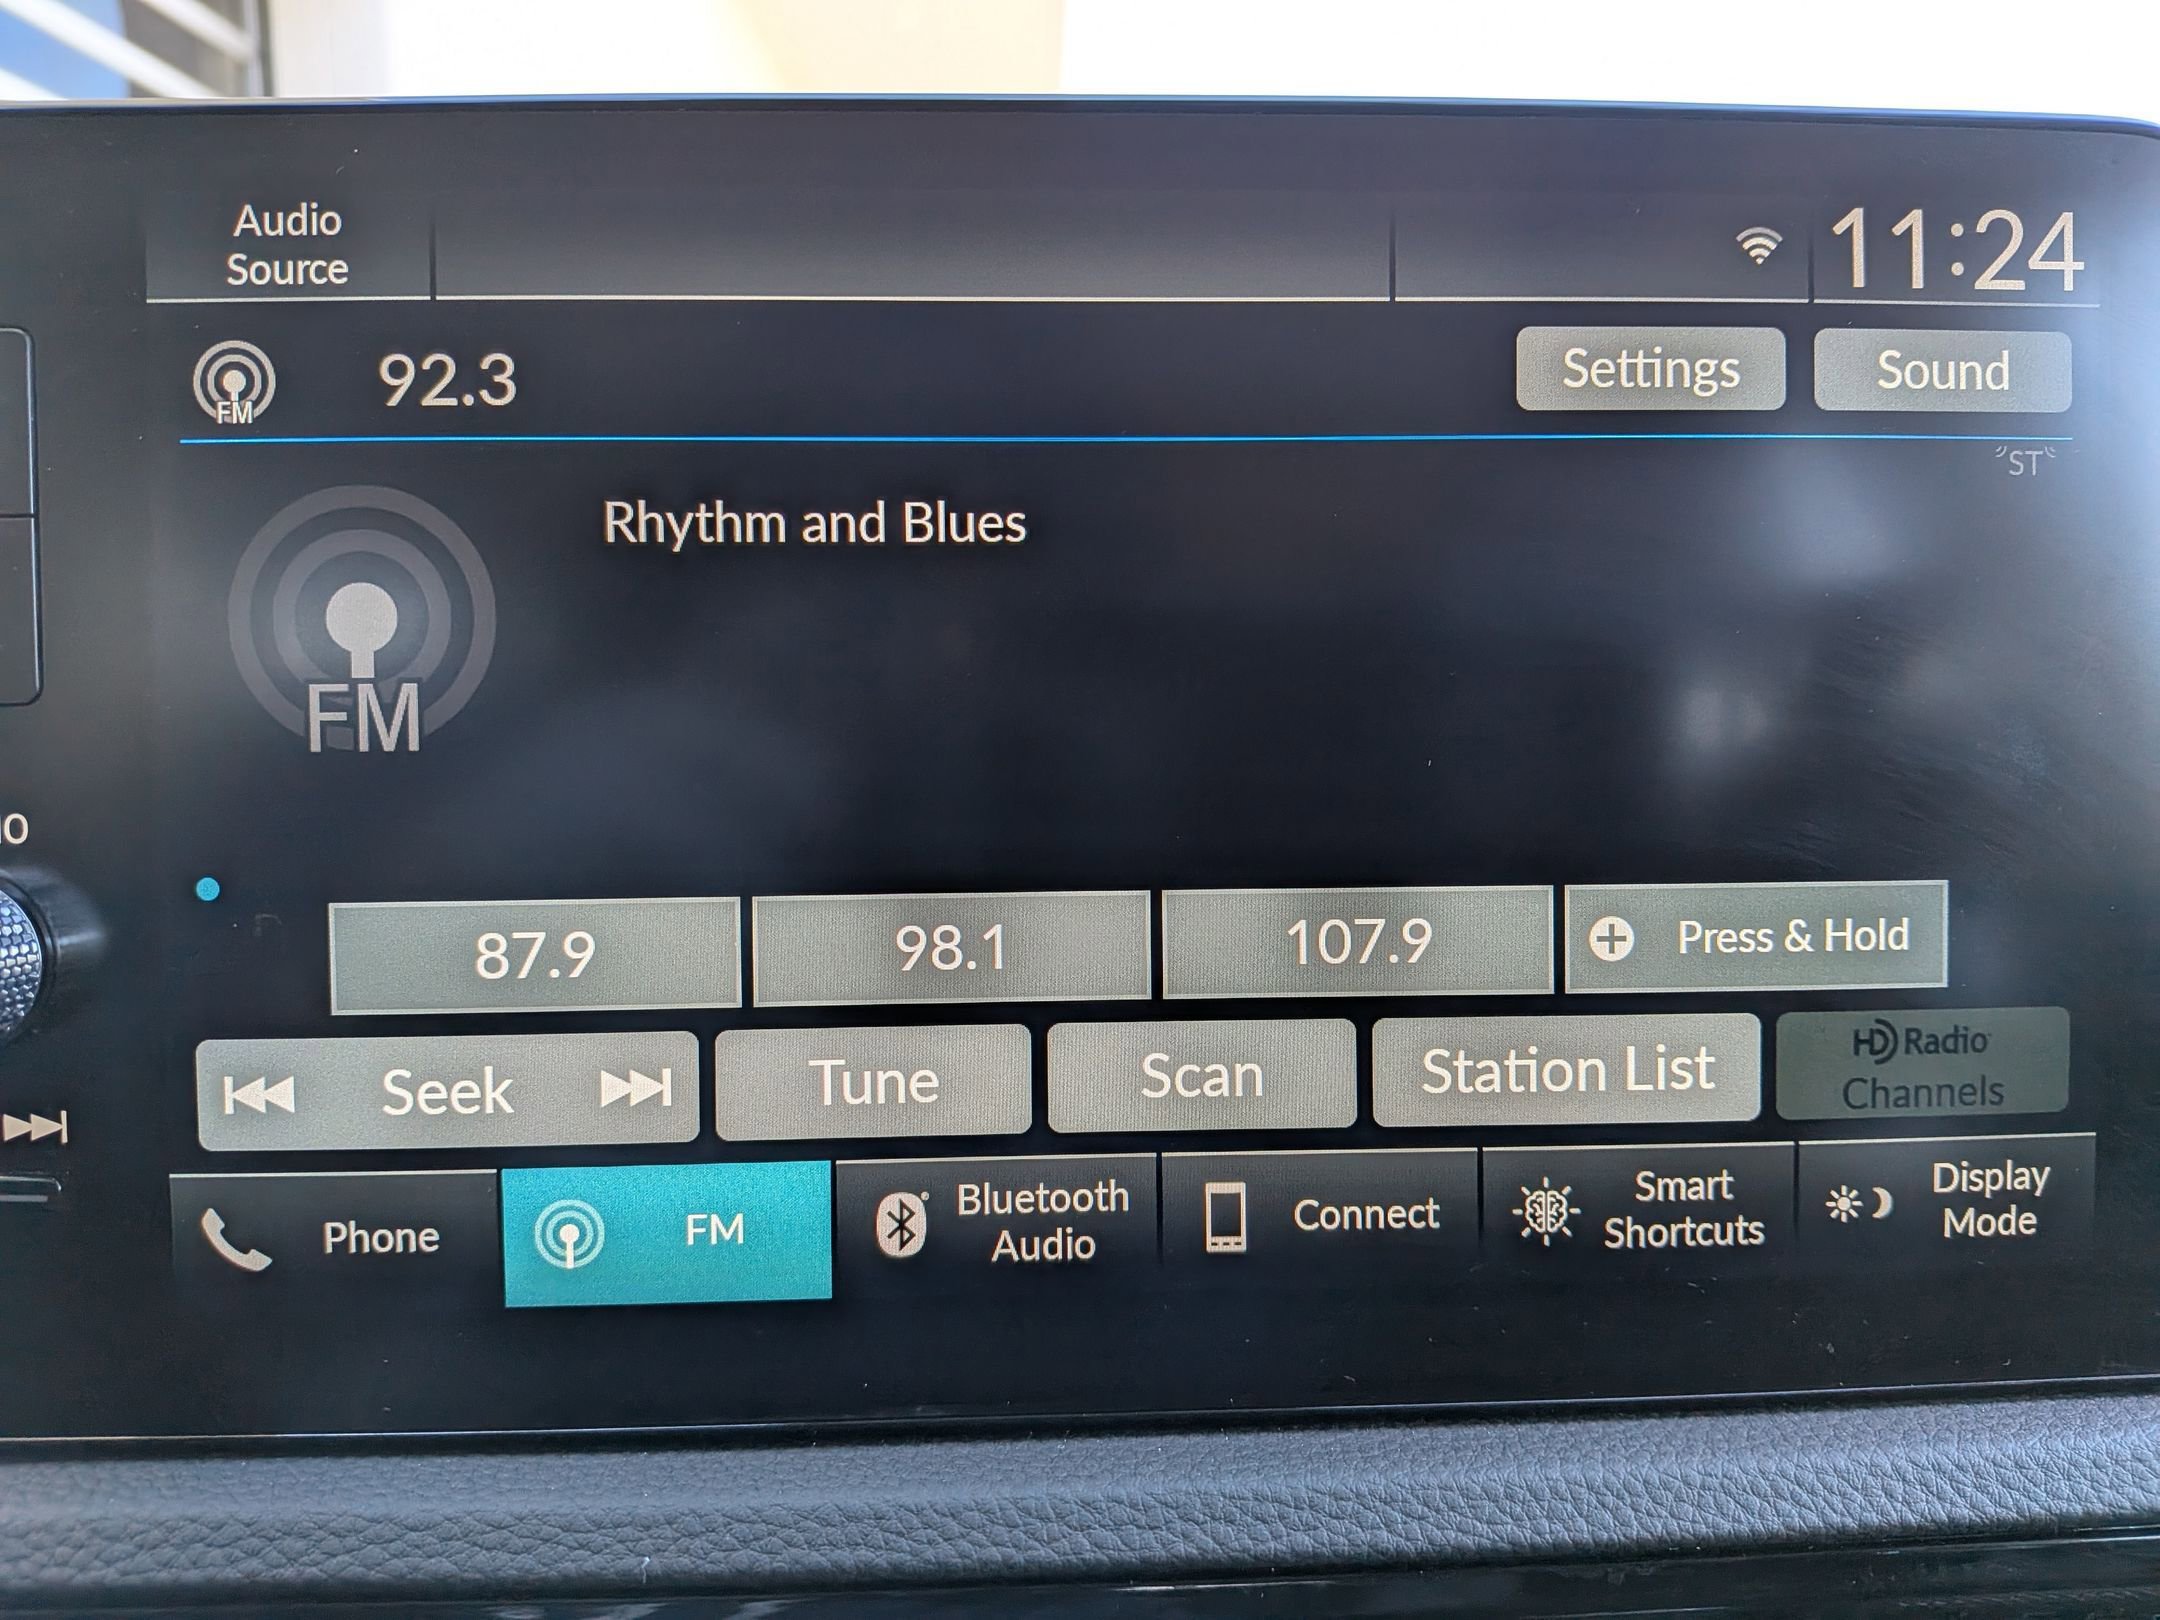 Audio
Source
11:24
FM
92.3
Settings
Sound
ST
Rhythm and Blues
FM
87.9
98.1
107.9
Press & Hold
Seek
Tune
Scan
Station List
HD Radio
Channels
Phone
FM
Bluetooth
Audio
Connect
Smart
Shortcuts
Display
Mode